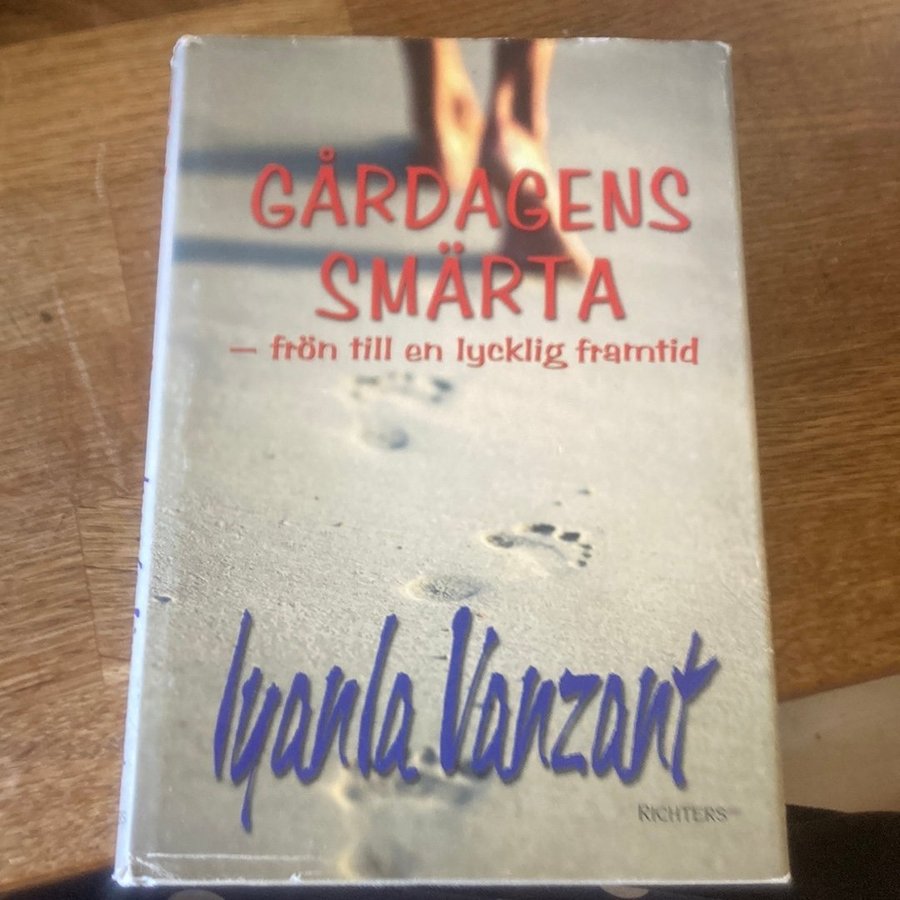 GÅRDAGENS
SMÄRTA
– frön till en lycklig framtid
Iyanla Vanzant
RICHTERS